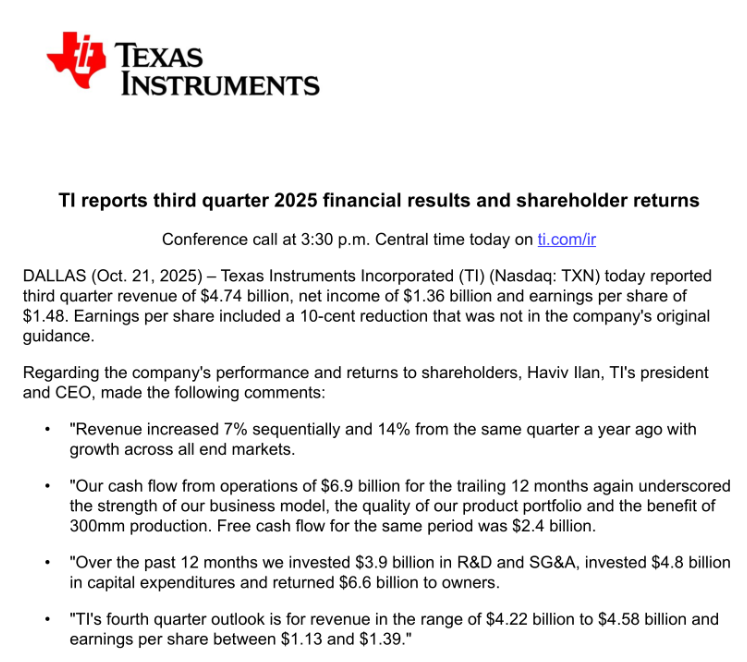 TEXAS
INSTRUMENTS
TI reports third quarter 2025 financial results and shareholder returns
Conference call at 3:30 p.m. Central time today on ti.com/ir
DALLAS (Oct. 21, 2025) – Texas Instruments Incorporated (TI) (Nasdaq: TXN) today reported
third quarter revenue of $4.74 billion, net income of $1.36 billion and earnings per share of
$1.48. Earnings per share included a 10-cent reduction that was not in the company's original
guidance.
Regarding the company's performance and returns to shareholders, Haviv Ilan, TI's president
and CEO, made the following comments:
• "Revenue increased 7% sequentially and 14% from the same quarter a year ago with
growth across all end markets.
• "Our cash flow from operations of $6.9 billion for the trailing 12 months again underscored
the strength of our business model, the quality of our product portfolio and the benefit of
300mm production. Free cash flow for the same period was $2.4 billion.
• "Over the past 12 months we invested $3.9 billion in R&D and SG&A, invested $4.8 billion
in capital expenditures and returned $6.6 billion to owners.
• "TI's fourth quarter outlook is for revenue in the range of $4.22 billion to $4.58 billion and
earnings per share between $1.13 and $1.39."